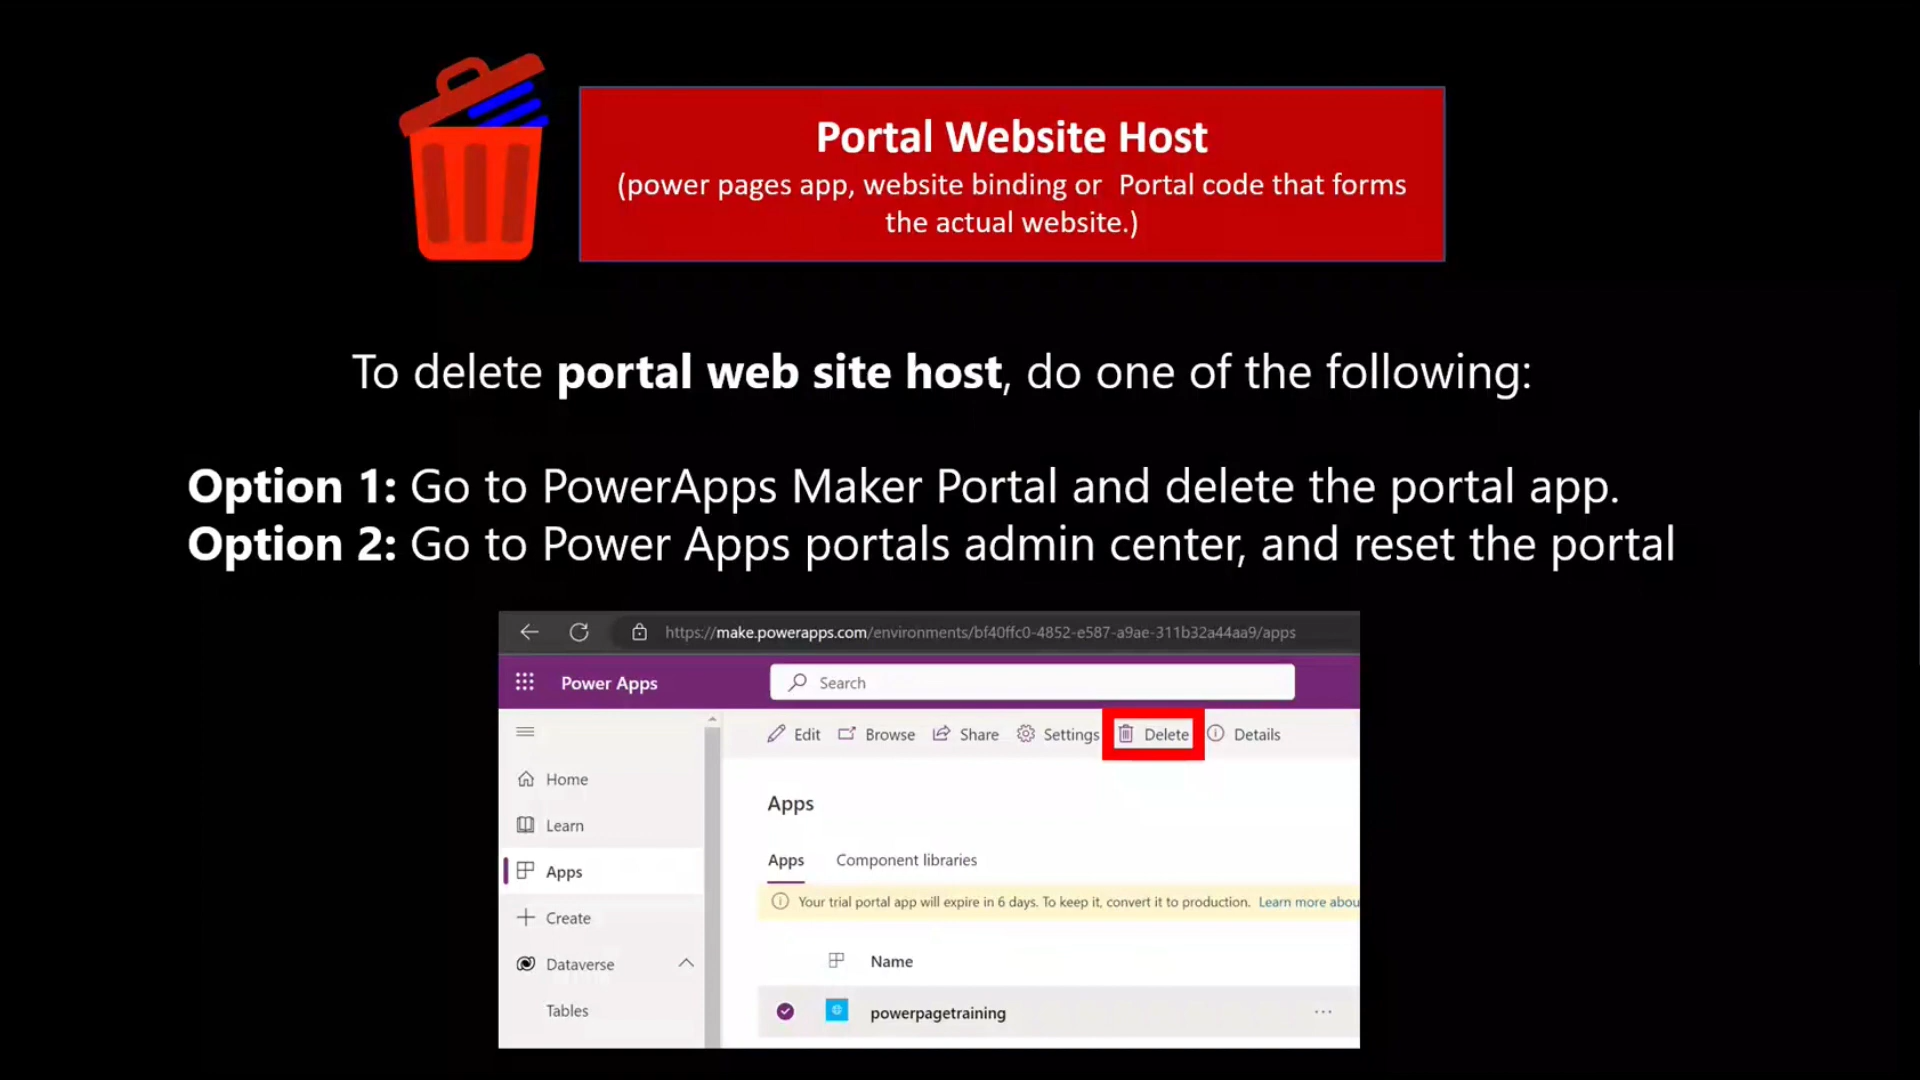 Portal Website Host
(power pages app, website binding or Portal code that forms
the actual website.)
To delete portal web site host, do one of the following:
Option 1: Go to PowerApps Maker Portal and delete the portal app.
Option 2: Go to Power Apps portals admin center, and reset the portal
https://make.powerapps.com/environments/bf40ffc0-4852-e587-a9ae-311b32a44aa9/apps
Power Apps
Search
Edit Browse Share Settings Delete Details
Home
Learn
Apps
Create
Dataverse
Tables
Apps
Apps Component libraries
Your trial portal app will expire in 6 days. To keep it, convert it to production. Learn more abou
Name
powerpagetraining